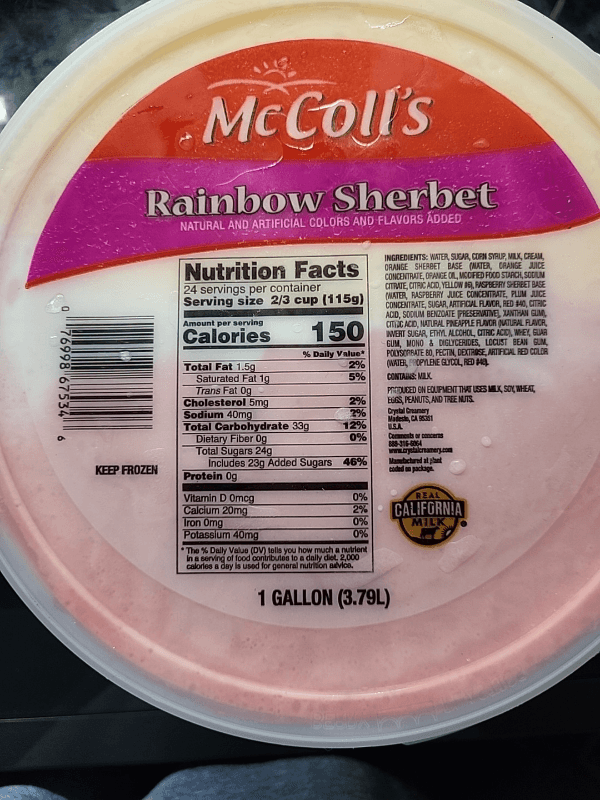 McColl's
Rainbow Sherbet
NATURAL AND ARTIFICIAL COLORS AND FLAVORS ADDED
Nutrition Facts
24 servings per container
Serving size 2/3 cup (115g)
Amount per serving
Calories 150
% Daily Value*
Total Fat 1.5g 2%
Saturated Fat 1g 5%
Trans Fat 0g
Cholesterol 5mg 2%
Sodium 40mg 2%
Total Carbohydrate 33g 12%
Dietary Fiber 0g 0%
Total Sugars 24g
Includes 23g Added Sugars 46%
Protein 0g
Vitamin D 0mcg 0%
Calcium 20mg 2%
Iron 0mg 0%
Potassium 40mg 0%
* The % Daily Value (DV) tells you how much a nutrient
in a serving of food contributes to a daily diet. 2,000
calories a day is used for general nutrition advice.
INGREDIENTS: WATER, SUGAR, CORN SYRUP, MILK, CREAM,
ORANGE SHERBET BASE (WATER, ORANGE JUICE
CONCENTRATE, ORANGE OIL, MODIFIED FOOD STARCH, SODIUM
CITRATE, CITRIC ACID, YELLOW #6), RASPBERRY SHERBET BASE
(WATER, RASPBERRY JUICE CONCENTRATE, PLUM JUICE
CONCENTRATE, SUGAR, ARTIFICIAL FLAVOR, RED #40, CITRIC
ACID, SODIUM BENZOATE [PRESERVATIVE], XANTHAN GUM),
CITRIC ACID, NATURAL PINEAPPLE FLAVOR (NATURAL FLAVOR,
INVERT SUGAR, ETHYL ALCOHOL, CITRIC ACID), WHEY, GUAR
GUM, MONO & DIGLYCERIDES, LOCUST BEAN GUM,
POLYSORBATE 80, PECTIN, DEXTROSE, ARTIFICIAL RED COLOR
(WATER, PROPYLENE GLYCOL, RED #40).
CONTAINS: MILK.
PRODUCED ON EQUIPMENT THAT USES MILK, SOY, WHEAT,
EGGS, PEANUTS, AND TREE NUTS.
Crystal Creamery
Modesto, CA 95351
U.S.A.
Comments or concerns
888-316-6064
www.crystalcreamery.com
Manufactured at plant
coded on package.
REAL
CALIFORNIA
MILK
0 76998 67534 6
KEEP FROZEN
1 GALLON (3.79L)